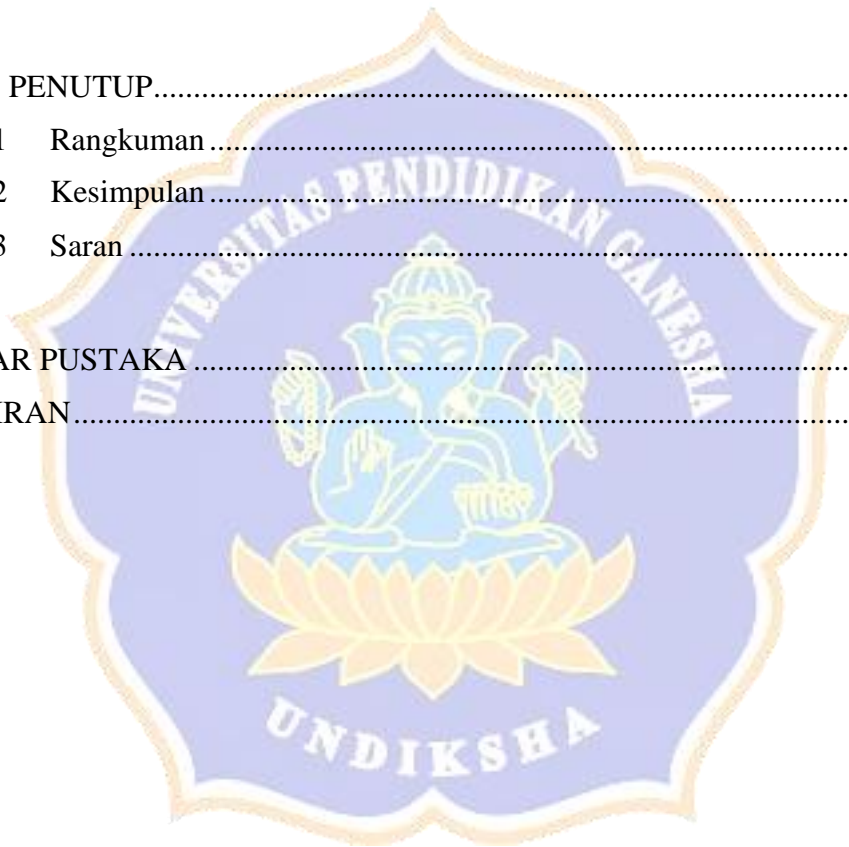 PENUTUP
1 Rangkuman
2 Kesimpulan
3 Saran
AR PUSTAKA
IRAN
UNIVERSITAS PENDIDIKAN GANESHA
UNDIKSHA